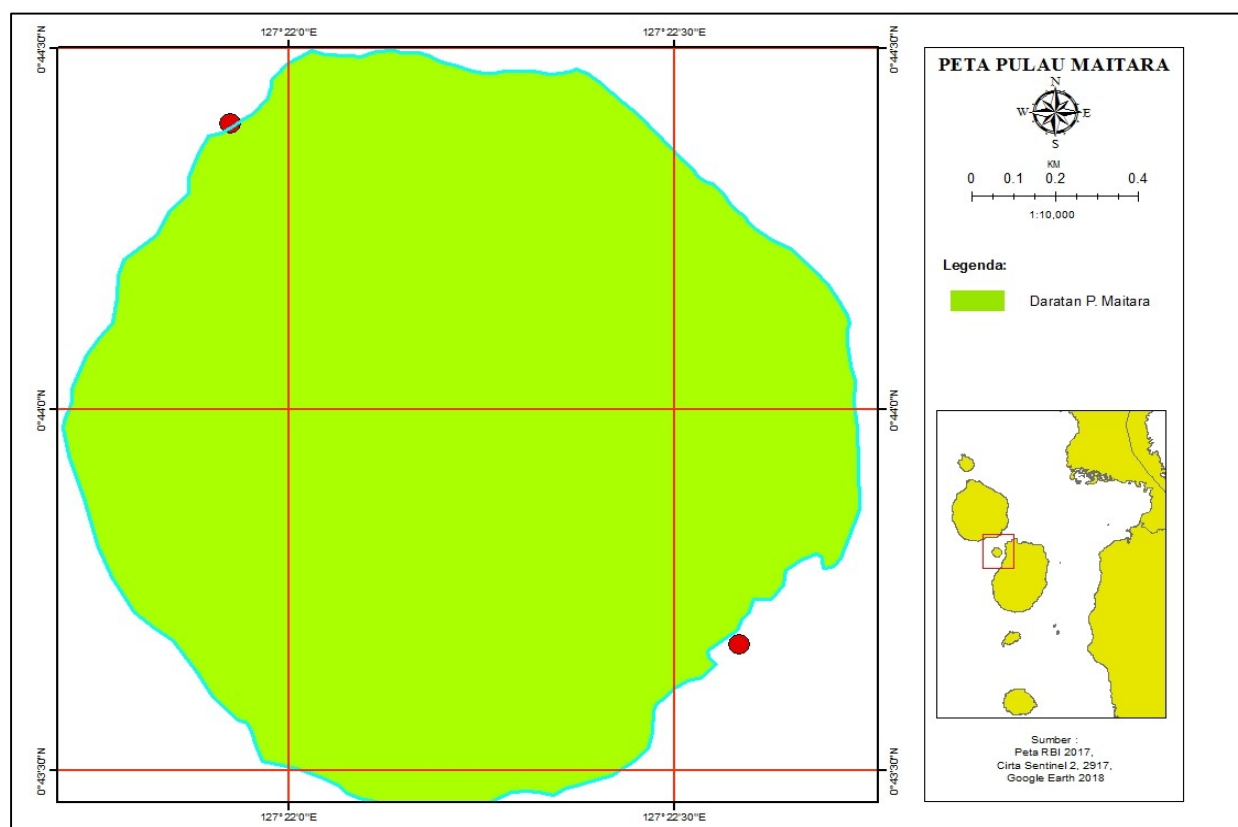 127°22'0"E
127°22'30"E
0°44'30"N
0°44'30"N
0°44'0"N
0°44'0"N
0°43'30"N
0°43'30"N
127°22'0"E
127°22'30"E
PETA PULAU MAITARA
N
W
E
S
KM
0 0.1 0.2 0.4
1:10,000
Legenda:
Daratan P. Maitara
Sumber :
Peta RBI 2017,
Cirta Sentinel 2, 2917,
Google Earth 2018